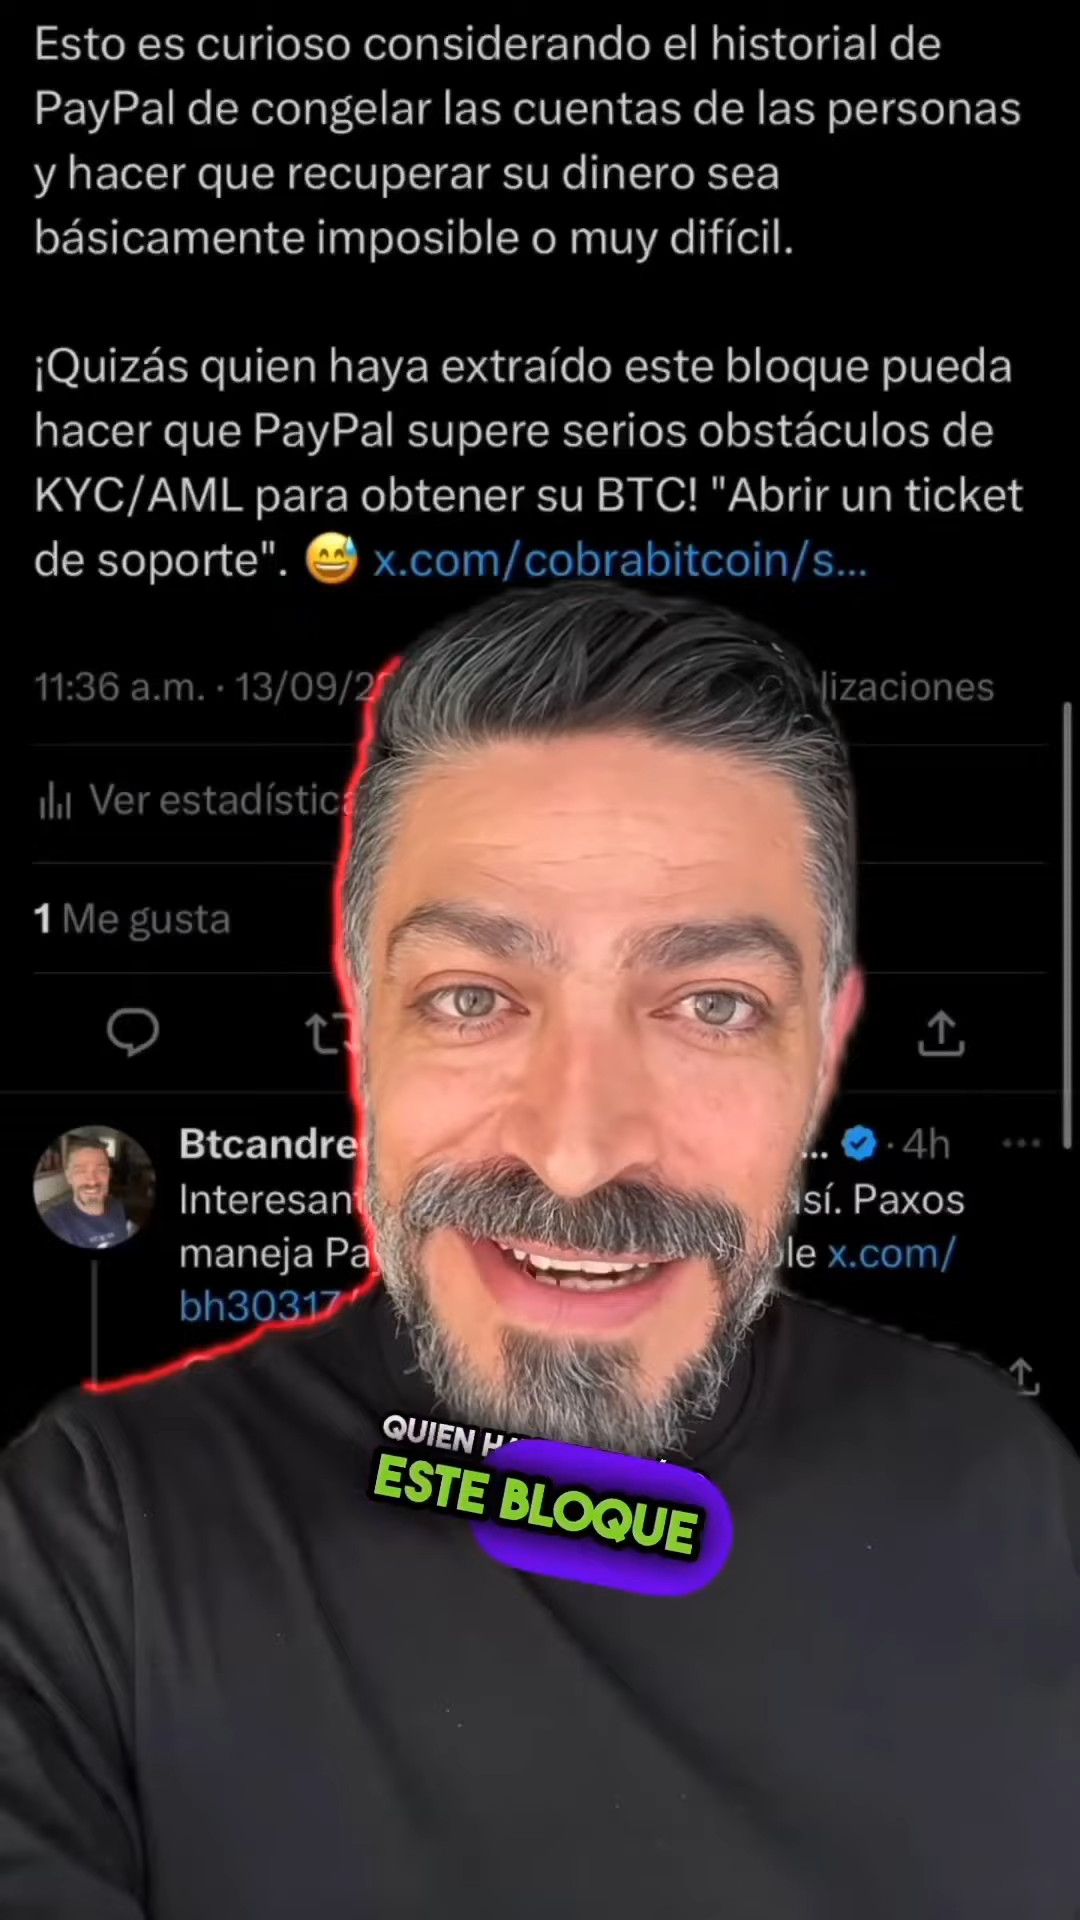 Esto es curioso considerando el historial de
PayPal de congelar las cuentas de las personas
y hacer que recuperar su dinero sea
básicamente imposible o muy difícil.
¡Quizás quien haya extraído este bloque pueda
hacer que PayPal supere serios obstáculos de
KYC/AML para obtener su BTC! "Abrir un ticket
de soporte". 😅 x.com/cobrabitcoin/s...
11:36 a.m. · 13/09/2 lizaciones
Ver estadística
1 Me gusta
Btcandre ... · 4h
Interesant así. Paxos
maneja Pa le x.com/
bh30317
QUIEN
ESTE BLOQUE